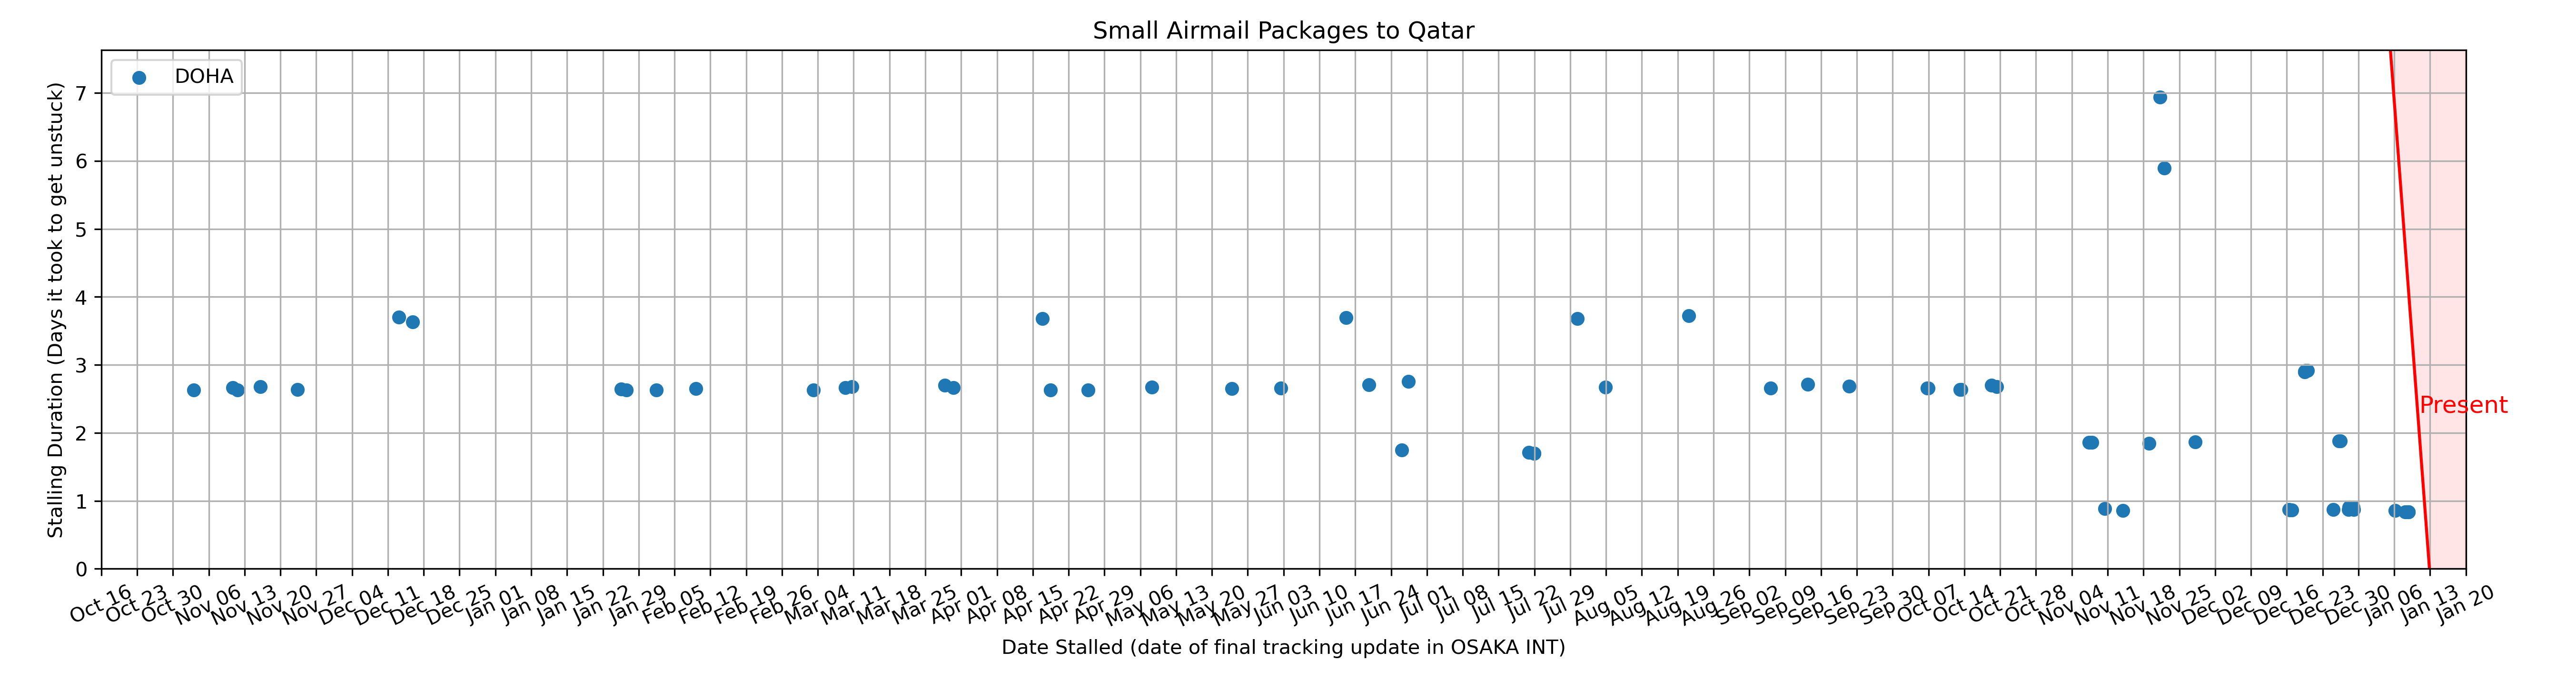 Small Airmail Packages to Qatar
DOHA
Stalling Duration (Days it took to get unstuck)
7
6
5
4
3
2
1
0
Present
Oct 16 Oct 23 Oct 30 Nov 06 Nov 13 Nov 20 Nov 27 Dec 04 Dec 11 Dec 18 Dec 25 Jan 01 Jan 08 Jan 15 Jan 22 Jan 29 Feb 05 Feb 12 Feb 19 Feb 26 Mar 04 Mar 11 Mar 18 Mar 25 Apr 01 Apr 08 Apr 15 Apr 22 Apr 29 May 06 May 13 May 20 May 27 Jun 03 Jun 10 Jun 17 Jun 24 Jul 01 Jul 08 Jul 15 Jul 22 Jul 29 Aug 05 Aug 12 Aug 19 Aug 26 Sep 02 Sep 09 Sep 16 Sep 23 Sep 30 Oct 07 Oct 14 Oct 21 Oct 28 Nov 04 Nov 11 Nov 18 Nov 25 Dec 02 Dec 09 Dec 16 Dec 23 Dec 30 Jan 06 Jan 13 Jan 20
Date Stalled (date of final tracking update in OSAKA INT)